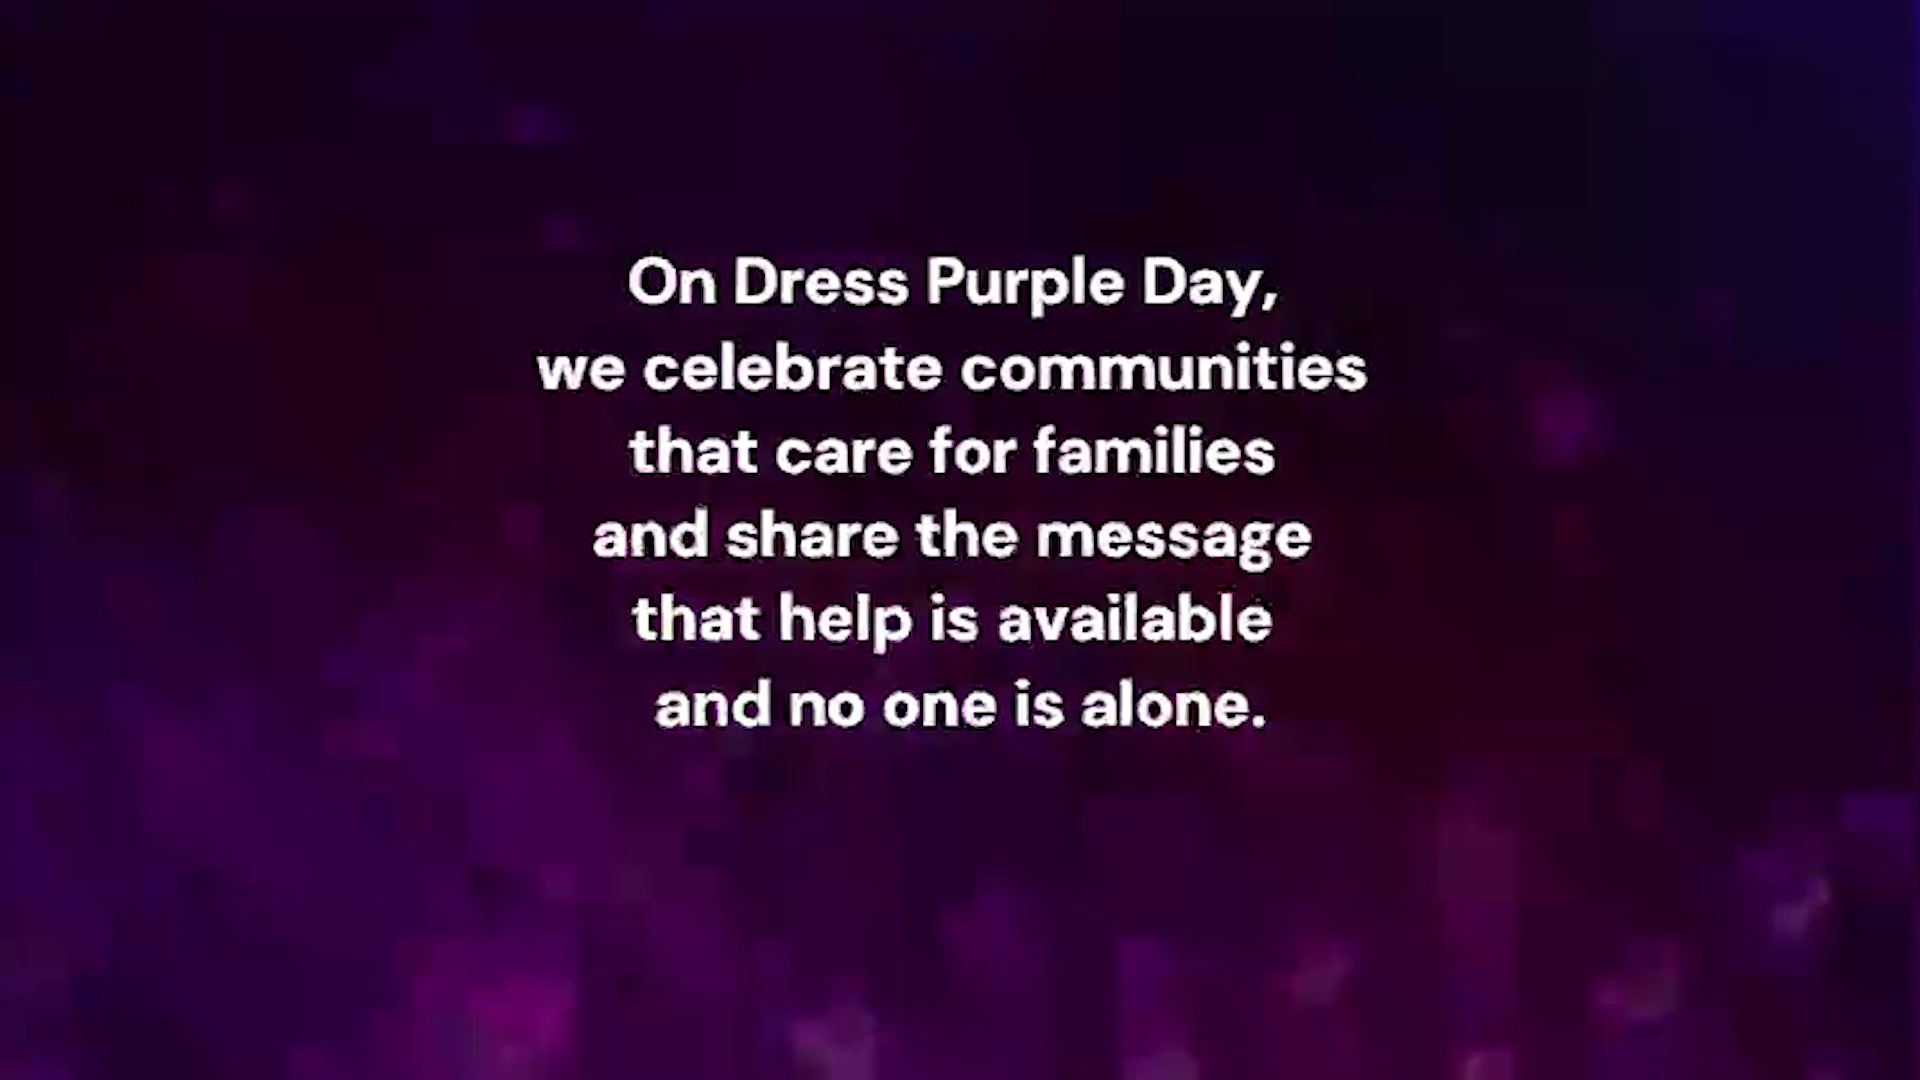 On Dress Purple Day,
we celebrate communities
that care for families
and share the message
that help is available
and no one is alone.